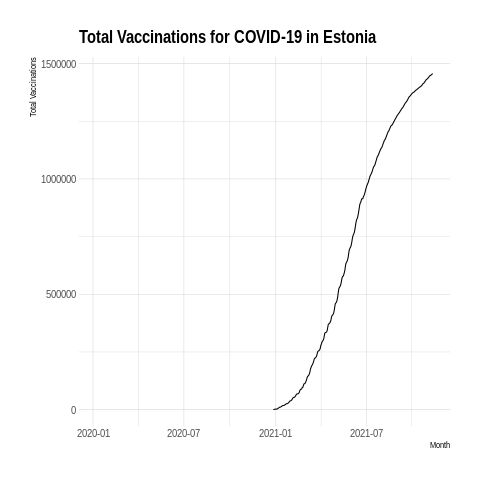 Total Vaccinations for COVID-19 in Estonia
Total Vaccinations
1500000
1000000
500000
0
2020-01 2020-07 2021-01 2021-07
Month